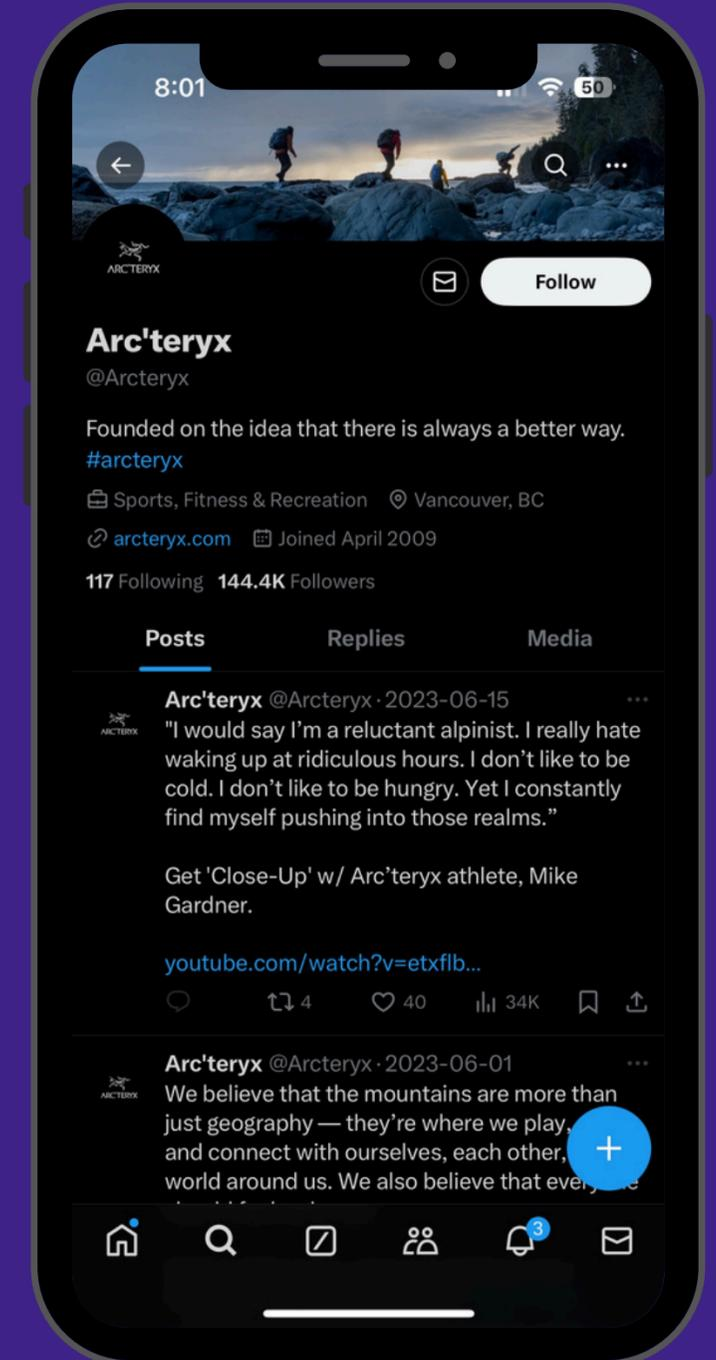 8:01
50
ARC'TERYX
Follow
Arc'teryx
@Arcteryx
Founded on the idea that there is always a better way.
#arcteryx
Sports, Fitness & Recreation Vancouver, BC
arcteryx.com Joined April 2009
117 Following 144.4K Followers
Posts Replies Media
Arc'teryx @Arcteryx · 2023-06-15
ARC'TERYX
"I would say I’m a reluctant alpinist. I really hate
waking up at ridiculous hours. I don’t like to be
cold. I don’t like to be hungry. Yet I constantly
find myself pushing into those realms.”
Get 'Close-Up' w/ Arc’teryx athlete, Mike
Gardner.
youtube.com/watch?v=etxflb...
4 40 34K
Arc'teryx @Arcteryx · 2023-06-01
ARC'TERYX
We believe that the mountains are more than
just geography — they’re where we play,
and connect with ourselves, each other,
world around us. We also believe that
3